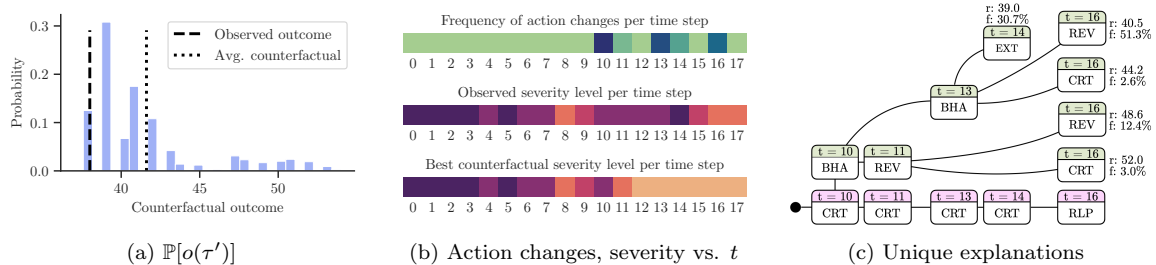 0.3
0.2
0.1
0.0
Probability
Observed outcome
Avg. counterfactual
40
45
50
Counterfactual outcome
(a) ℙ[o(τ′)]
Frequency of action changes per time step
0 1 2 3 4 5 6 7 8 9 10 11 12 13 14 15 16 17
Observed severity level per time step
0 1 2 3 4 5 6 7 8 9 10 11 12 13 14 15 16 17
Best counterfactual severity level per time step
0 1 2 3 4 5 6 7 8 9 10 11 12 13 14 15 16 17
(b) Action changes, severity vs. t
r: 39.0
f: 30.7%
t = 14
EXT
t = 16
REV
r: 40.5
f: 51.3%
t = 13
BHA
t = 16
CRT
r: 44.2
f: 2.6%
t = 16
REV
r: 48.6
f: 12.4%
t = 10
BHA
t = 11
REV
t = 16
CRT
r: 52.0
f: 3.0%
t = 10
CRT
t = 11
CRT
t = 13
CRT
t = 14
CRT
t = 16
RLP
(c) Unique explanations